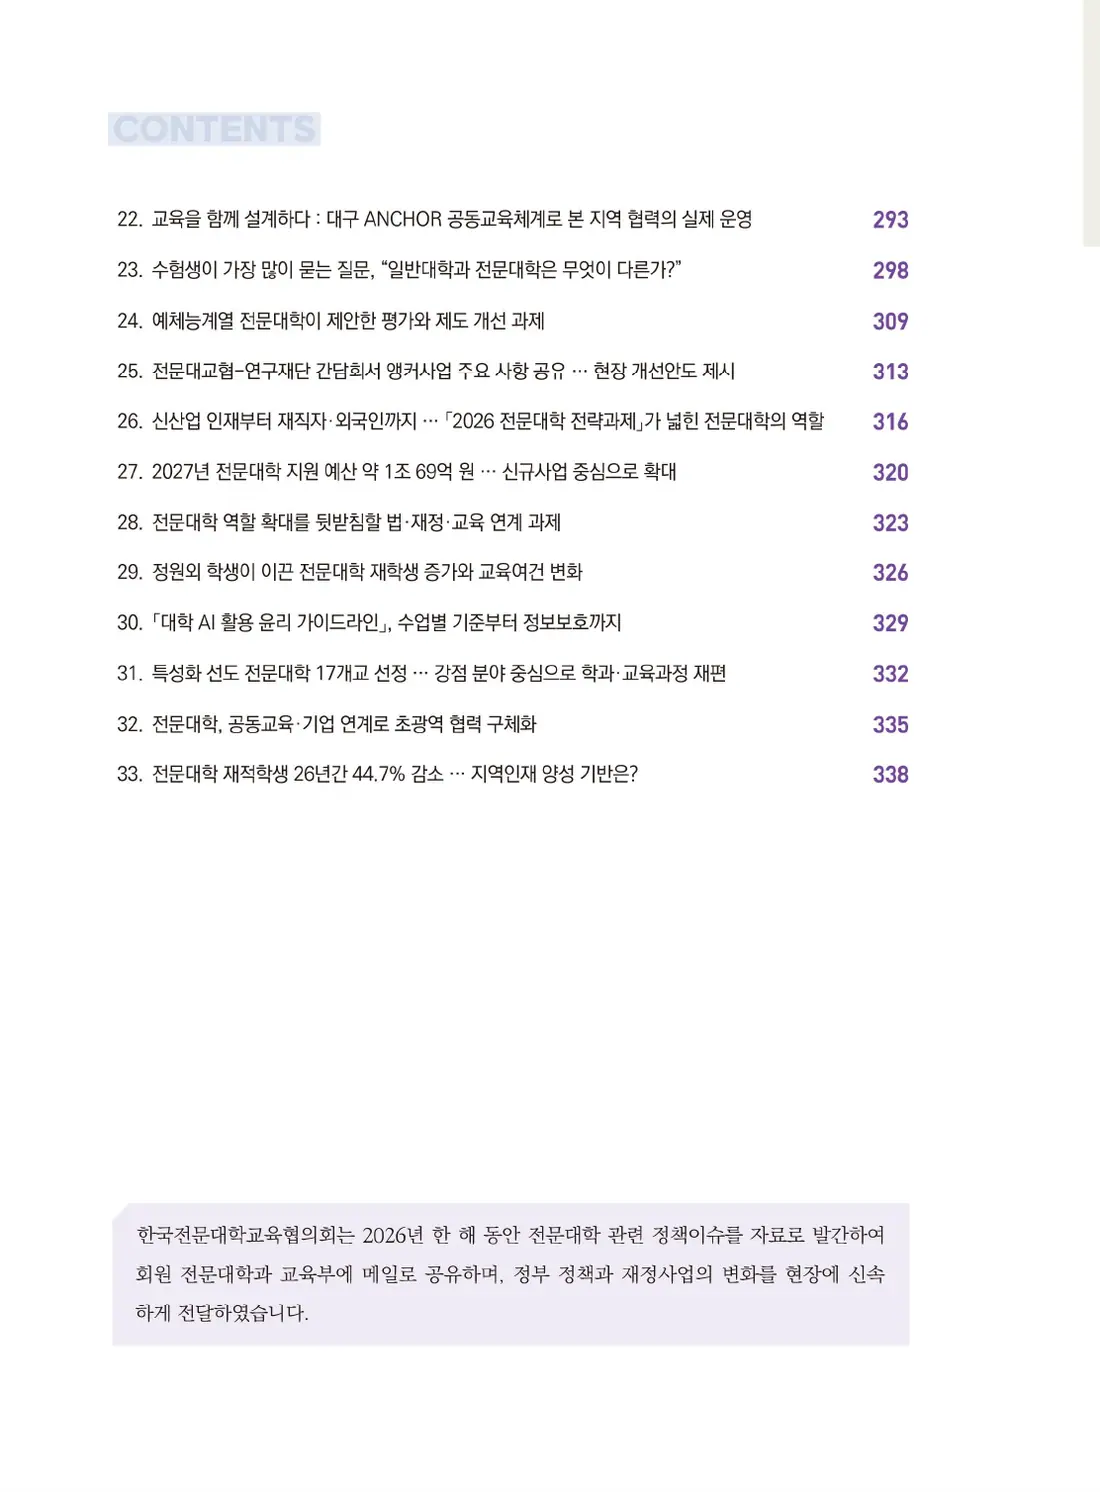 CONTENTS
22. 교육을 함께 설계하다 : 대구 ANCHOR 공동교육체계로 본 지역 협력의 실제 운영 293
23. 수험생이 가장 많이 묻는 질문, “일반대학과 전문대학은 무엇이 다른가?” 298
24. 예체능계열 전문대학이 제안한 평가와 제도 개선 과제 309
25. 전문대교협-연구재단 간담회서 앵커사업 주요 사항 공유 … 현장 개선안도 제시 313
26. 신산업 인재부터 재직자·외국인까지 … 「2026 전문대학 전략과제」가 넓힌 전문대학의 역할 316
27. 2027년 전문대학 지원 예산 약 1조 69억 원 … 신규사업 중심으로 확대 320
28. 전문대학 역할 확대를 뒷받침할 법·재정·교육 연계 과제 323
29. 정원외 학생이 이끈 전문대학 재학생 증가와 교육여건 변화 326
30. 「대학 AI 활용 윤리 가이드라인」, 수업별 기준부터 정보보호까지 329
31. 특성화 선도 전문대학 17개교 선정 … 강점 분야 중심으로 학과·교육과정 재편 332
32. 전문대학, 공동교육·기업 연계로 초광역 협력 구체화 335
33. 전문대학 재적학생 26년간 44.7% 감소 … 지역인재 양성 기반은? 338
한국전문대학교육협의회는 2026년 한 해 동안 전문대학 관련 정책이슈를 자료로 발간하여
회원 전문대학과 교육부에 메일로 공유하며, 정부 정책과 재정사업의 변화를 현장에 신속
하게 전달하였습니다.